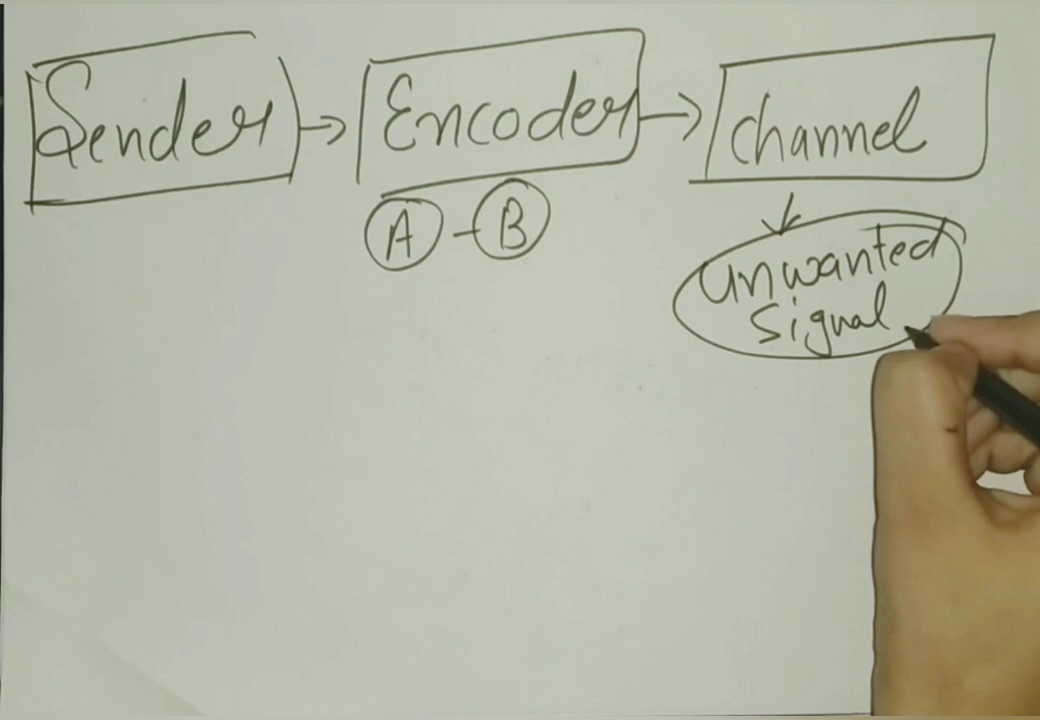 Sender → Encoder → Channel
A - B
Unwanted
Signal